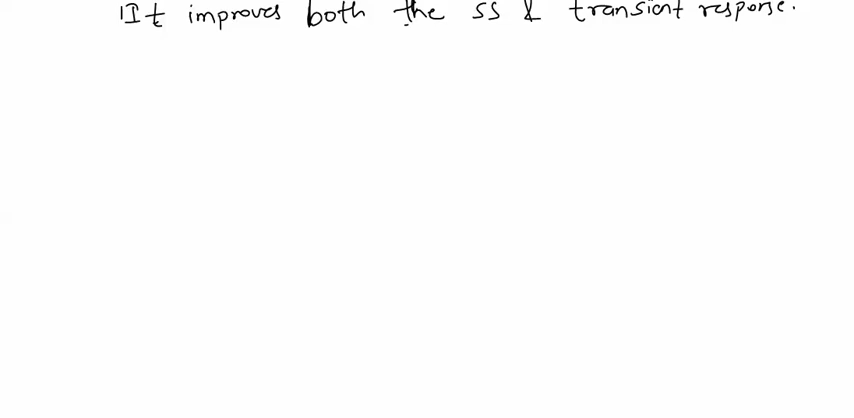 It improves both the SS & transient response.